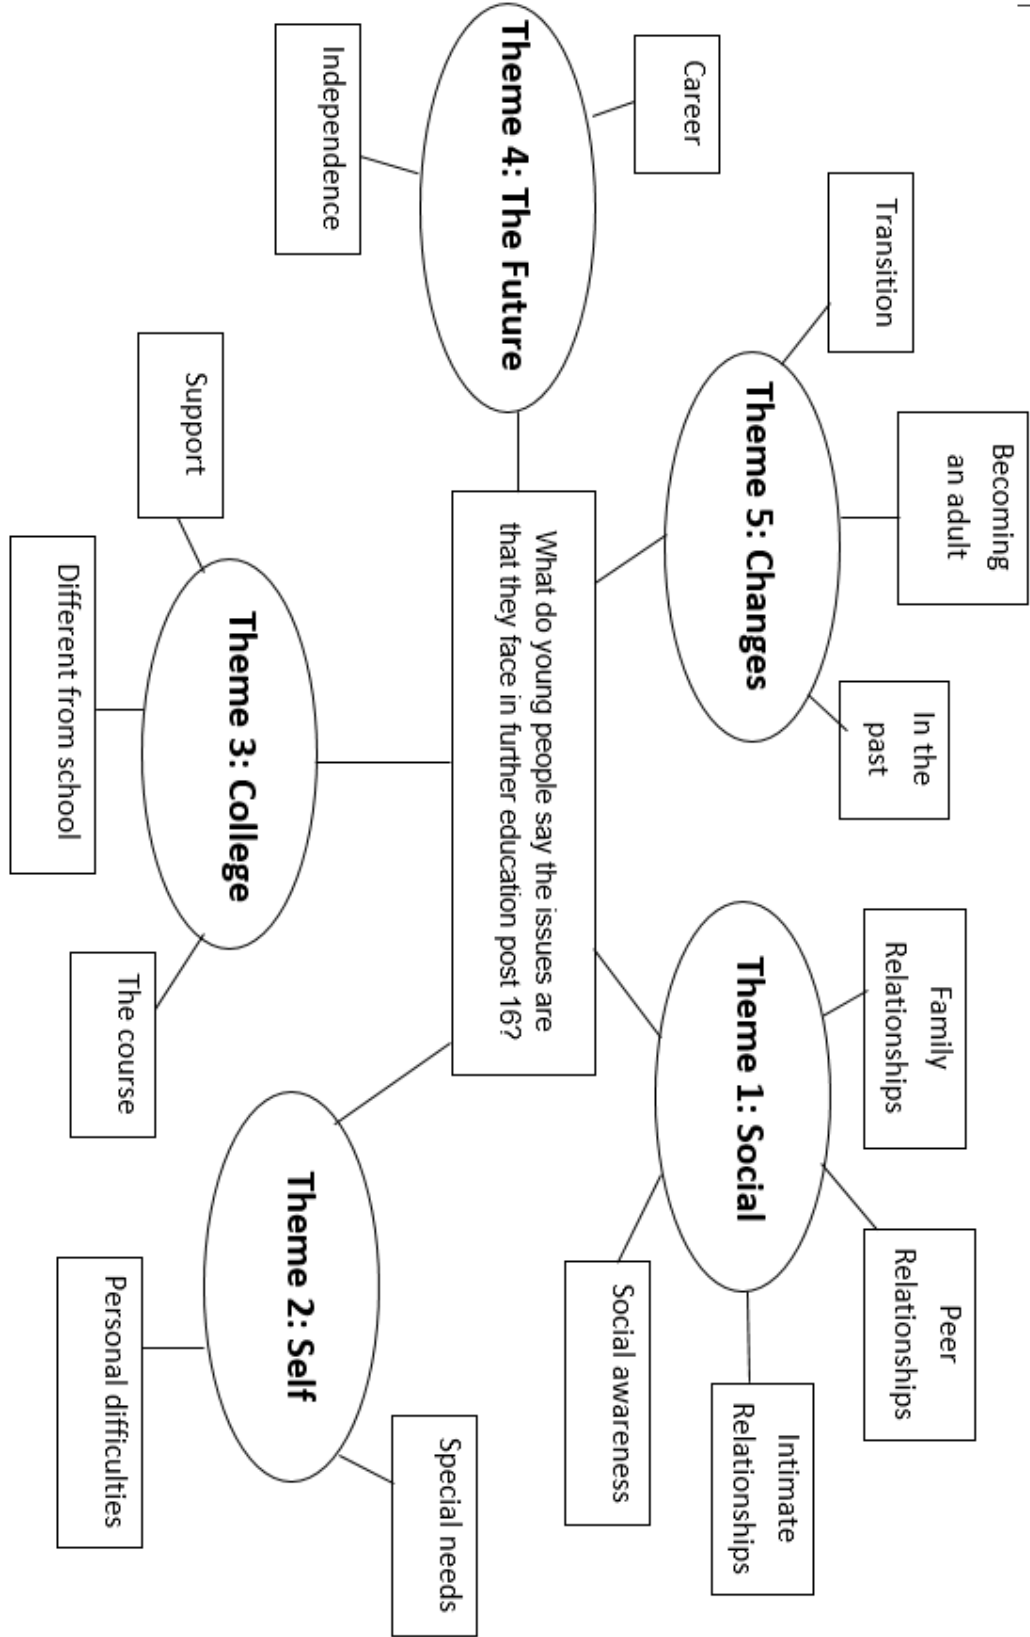 Becoming
an adult
In the
past
Transition
Theme 5: Changes
Family
Relationships
Peer
Relationships
Career
Theme 1: Social
Intimate
Relationships
Theme 4: The Future
Social awareness
Independence
What do young people say the issues are
that they face in further education post 16?
Special needs
Support
Theme 3: College
Theme 2: Self
Different from school
The course
Personal difficulties